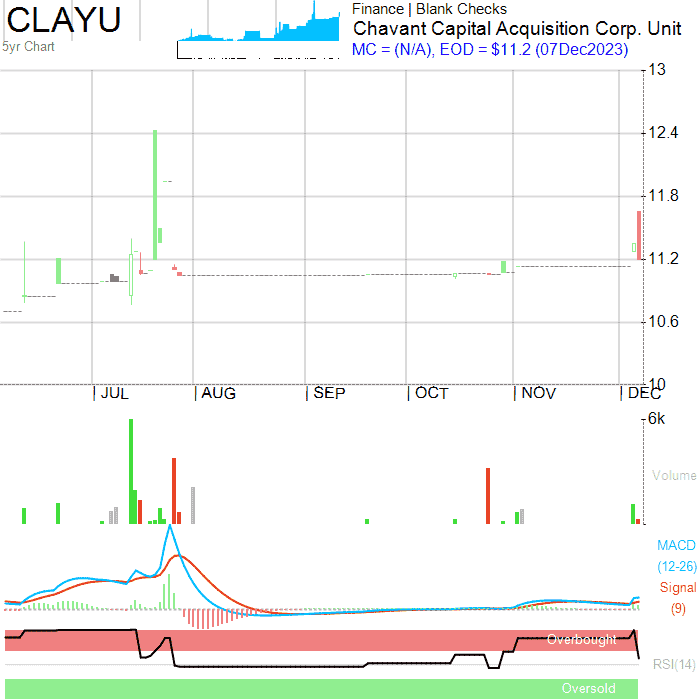 CLAYU
5yr Chart
Finance | Blank Checks
Chavant Capital Acquisition Corp. Unit
MC = (N/A), EOD = $11.2 (07Dec2023)
13
12.4
11.8
11.2
10.6
10
| JUL | AUG | SEP | OCT | NOV | DEC
6k
Volume
MACD
(12-26)
Signal
(9)
Overbought
RSI(14)
Oversold